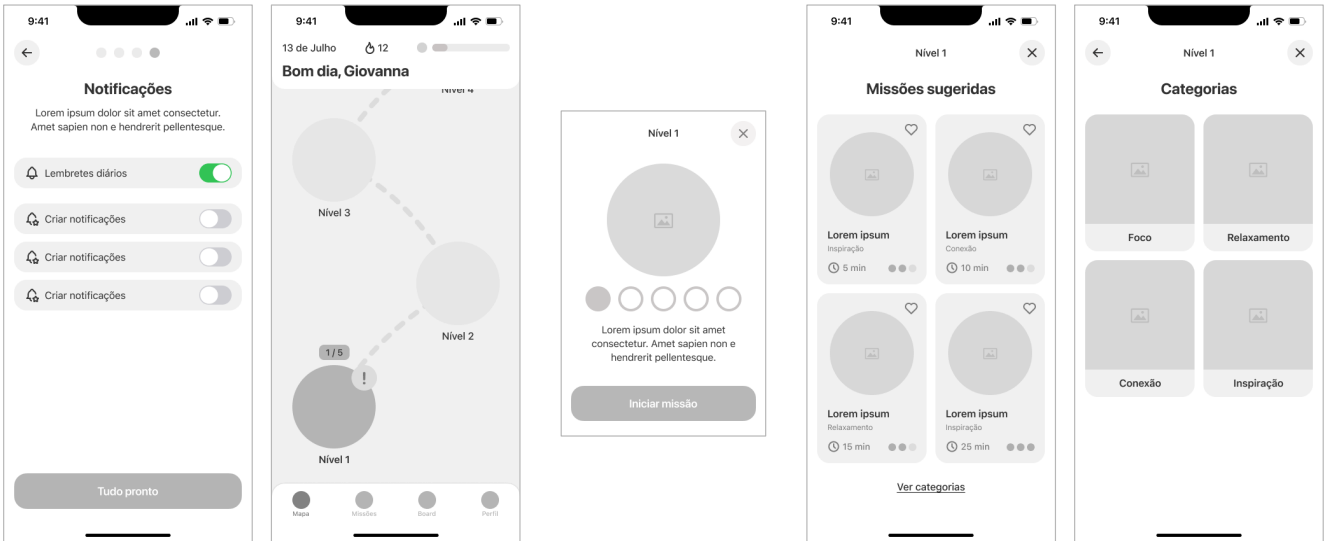 9:41
Notificações
Lorem ipsum dolor sit amet consectetur.
Amet sapien non e hendrerit pellentesque.
Lembretes diários
Criar notificações
Criar notificações
Criar notificações
Tudo pronto
9:41
13 de Julho
12
Bom dia, Giovanna
Nível 4
Nível 3
Nível 2
1 / 5
!
Nível 1
Mapa
Missões
Board
Perfil
Nível 1
Lorem ipsum dolor sit amet
consectetur. Amet sapien non e
hendrerit pellentesque.
Iniciar missão
9:41
Nível 1
Missões sugeridas
Lorem ipsum
Inspiração
5 min
Lorem ipsum
Conexão
10 min
Lorem ipsum
Relaxamento
15 min
Lorem ipsum
Inspiração
25 min
Ver categorias
9:41
Nível 1
Categorias
Foco
Relaxamento
Conexão
Inspiração